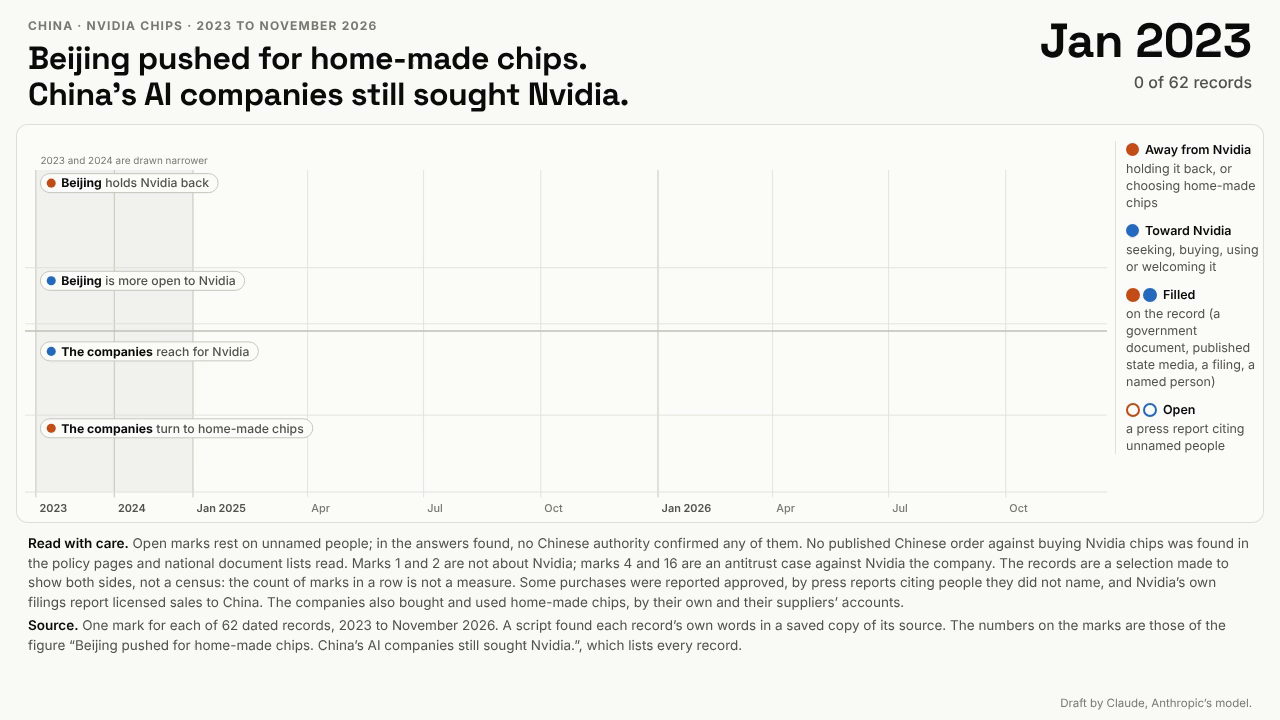 CHINA · NVIDIA CHIPS · 2023 TO NOVEMBER 2026
Beijing pushed for home-made chips.
China’s AI companies still sought Nvidia.
Jan 2023
0 of 62 records
2023 and 2024 are drawn narrower
Beijing holds Nvidia back
Beijing is more open to Nvidia
The companies reach for Nvidia
The companies turn to home-made chips
2023
2024
Jan 2025
Apr
Jul
Oct
Jan 2026
Apr
Jul
Oct
Away from Nvidia
holding it back, or
choosing home-made
chips
Toward Nvidia
seeking, buying, using
or welcoming it
Filled
on the record (a
government
document, published
state media, a filing, a
named person)
Open
a press report citing
unnamed people
Read with care. Open marks rest on unnamed people; in the answers found, no Chinese authority confirmed any of them. No published Chinese order against buying Nvidia chips was found in
the policy pages and national document lists read. Marks 1 and 2 are not about Nvidia; marks 4 and 16 are an antitrust case against Nvidia the company. The records are a selection made to
show both sides, not a census: the count of marks in a row is not a measure. Some purchases were reported approved, by press reports citing people they did not name, and Nvidia’s own
filings report licensed sales to China. The companies also bought and used home-made chips, by their own and their suppliers’ accounts.
Source. One mark for each of 62 dated records, 2023 to November 2026. A script found each record’s own words in a saved copy of its source. The numbers on the marks are those of the
figure “Beijing pushed for home-made chips. China’s AI companies still sought Nvidia.”, which lists every record.
Draft by Claude, Anthropic’s model.